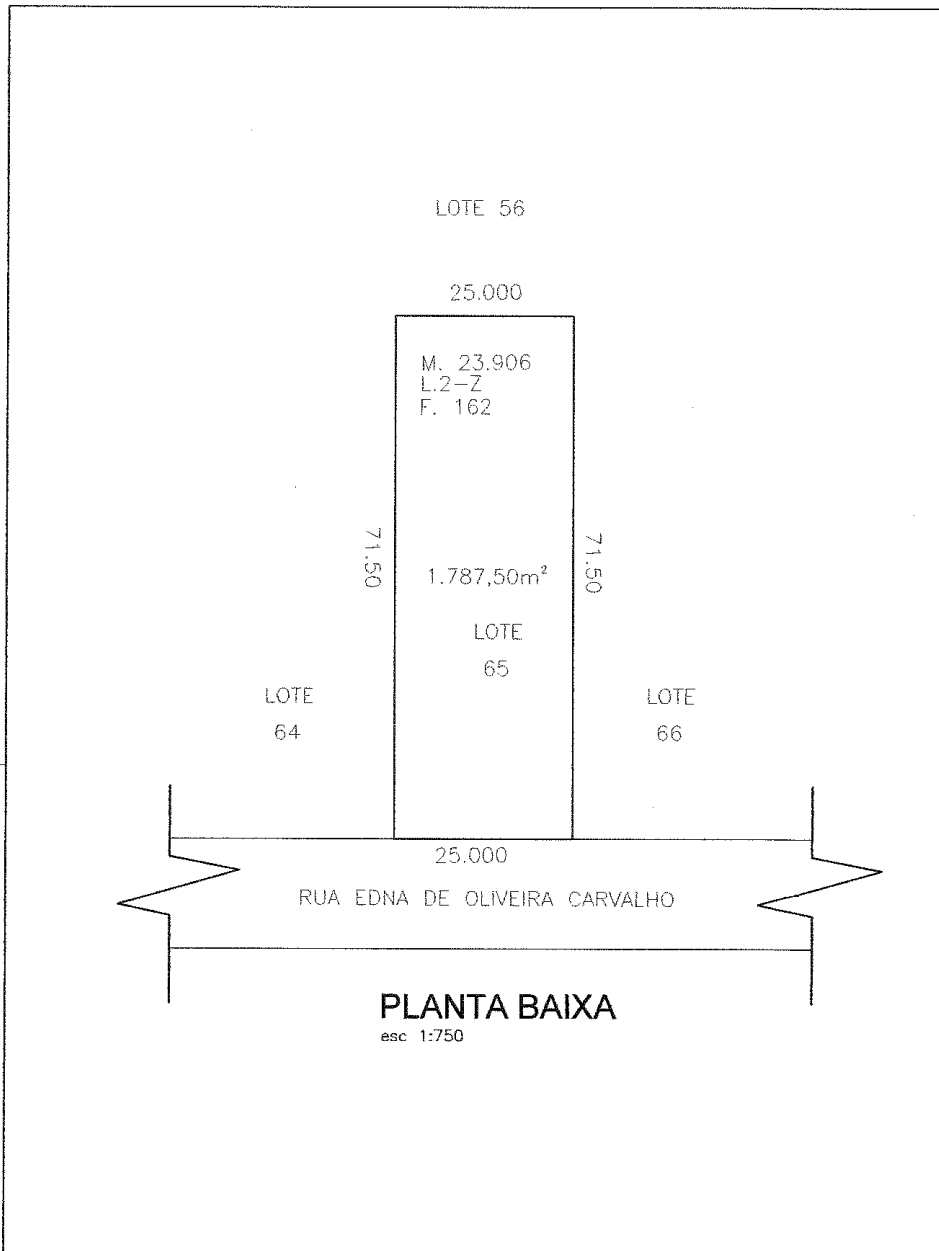 LOTE 56
25.000
M. 23.906
L.2-Z
F. 162
71.50
71.50
1.787,50m²
LOTE
65
LOTE
64
LOTE
66
25.000
RUA EDNA DE OLIVEIRA CARVALHO
PLANTA BAIXA
esc 1:750